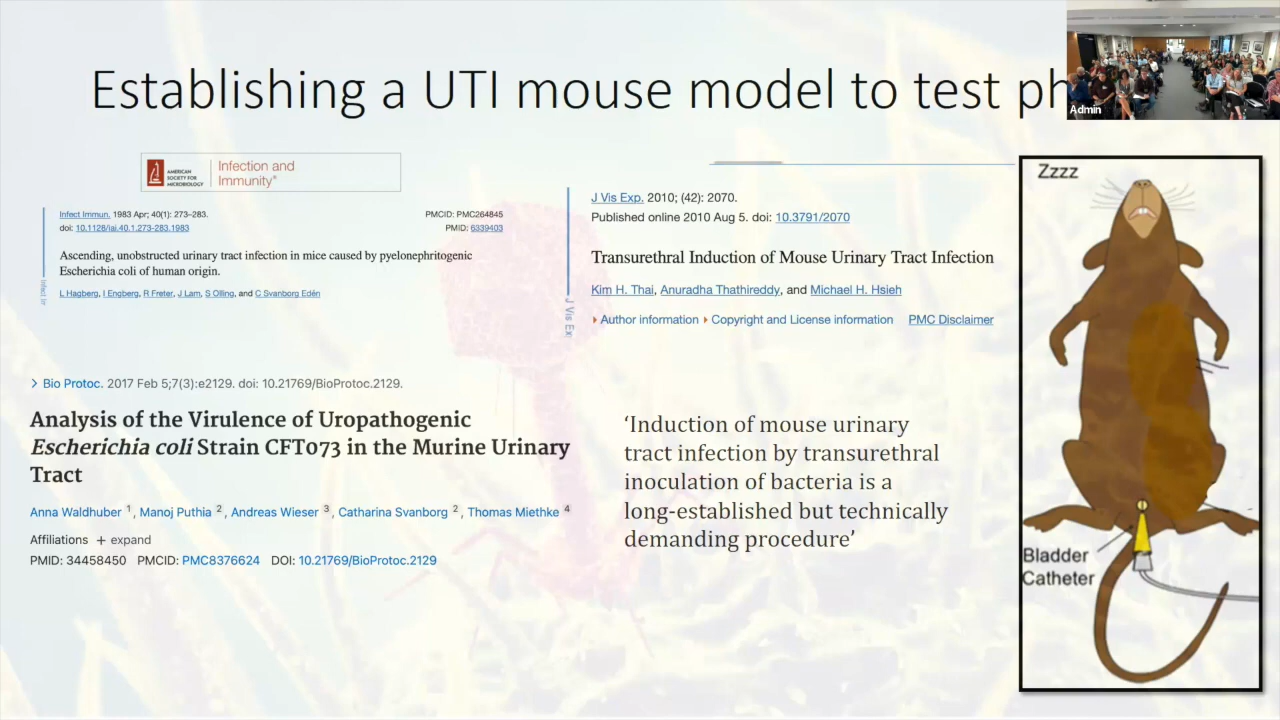 Establishing a UTI mouse model to test ph
Admin
AMERICAN
SOCIETY FOR
MICROBIOLOGY
Infection and
Immunity®
Infect Immun. 1983 Apr; 40(1): 273–283.
doi: 10.1128/iai.40.1.273-283.1983
PMCID: PMC264845
PMID: 6339403
Ascending, unobstructed urinary tract infection in mice caused by pyelonephritogenic
Escherichia coli of human origin.
L Hagberg, I Engberg, R Freter, J Lam, S Olling, and C Svanborg Edén
J Vis Exp. 2010; (42): 2070.
Published online 2010 Aug 5. doi: 10.3791/2070
Transurethral Induction of Mouse Urinary Tract Infection
Kim H. Thai, Anuradha Thathireddy, and Michael H. Hsieh
Author information Copyright and License information PMC Disclaimer
J Vis Ex
> Bio Protoc. 2017 Feb 5;7(3):e2129. doi: 10.21769/BioProtoc.2129.
Analysis of the Virulence of Uropathogenic
Escherichia coli Strain CFT073 in the Murine Urinary
Tract
Anna Waldhuber 1, Manoj Puthia 2, Andreas Wieser 3, Catharina Svanborg 2, Thomas Miethke 4
Affiliations + expand
PMID: 34458450 PMCID: PMC8376624 DOI: 10.21769/BioProtoc.2129
‘Induction of mouse urinary
tract infection by transurethral
inoculation of bacteria is a
long-established but technically
demanding procedure’
Zzzz
Bladder
Catheter